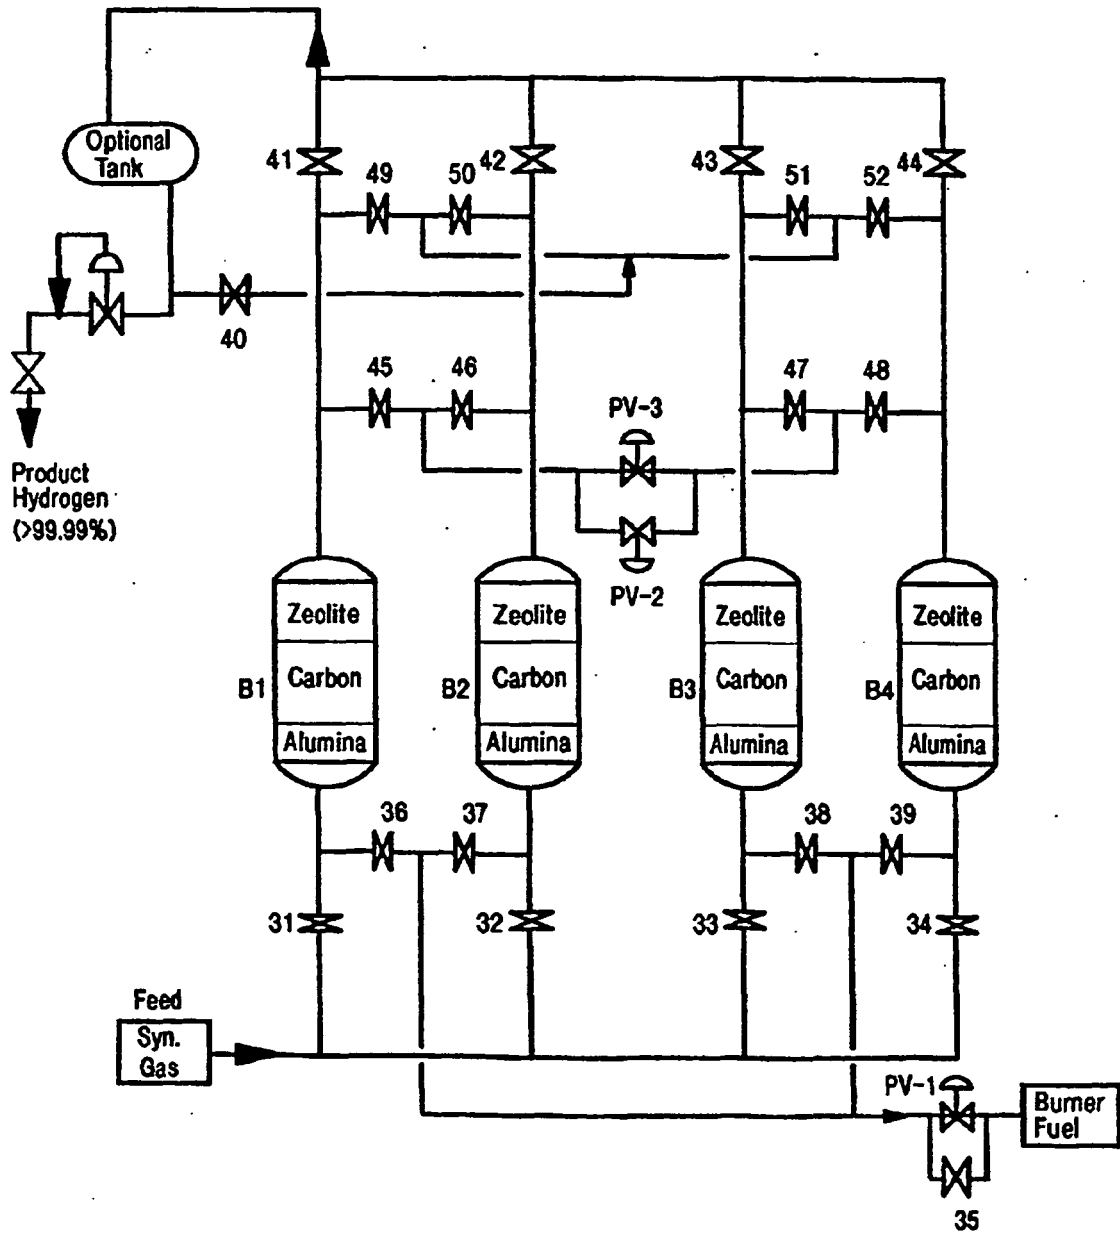 Optional
Tank
41
49
50
42
43
51
52
44
40
45
46
47
48
PV-3
PV-2
Product
Hydrogen
(>99.99%)
B1
Zeolite
Carbon
Alumina
B2
Zeolite
Carbon
Alumina
B3
Zeolite
Carbon
Alumina
B4
Zeolite
Carbon
Alumina
36
37
38
39
31
32
33
34
Feed
Syn.
Gas
PV-1
Burner
Fuel
35